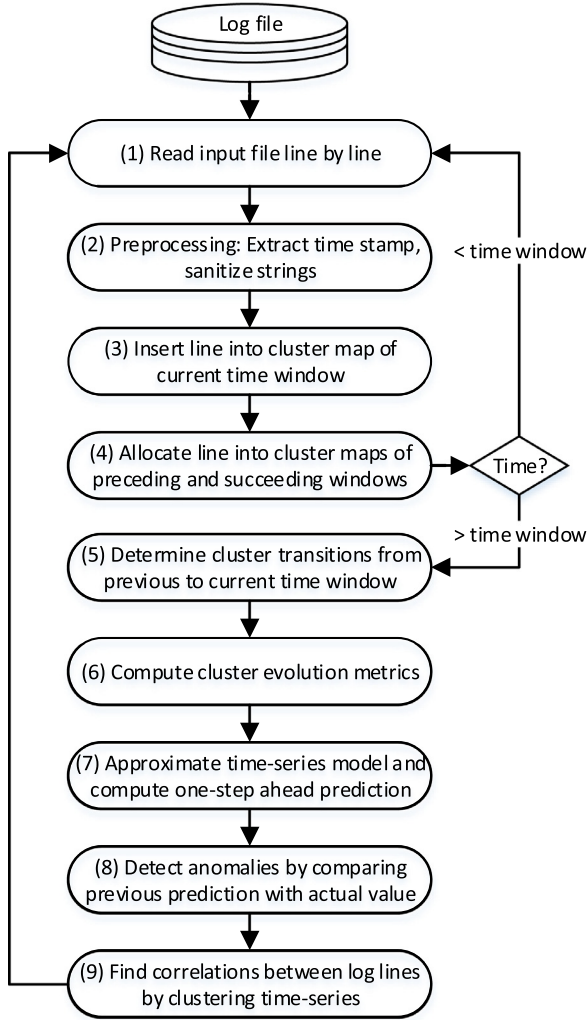 Log file
(1) Read input file line by line
< time window
(2) Preprocessing: Extract time stamp,
sanitize strings
(3) Insert line into cluster map of
current time window
(4) Allocate line into cluster maps of
preceding and succeeding windows
Time?
> time window
(5) Determine cluster transitions from
previous to current time window
(6) Compute cluster evolution metrics
(7) Approximate time-series model and
compute one-step ahead prediction
(8) Detect anomalies by comparing
previous prediction with actual value
(9) Find correlations between log lines
by clustering time-series